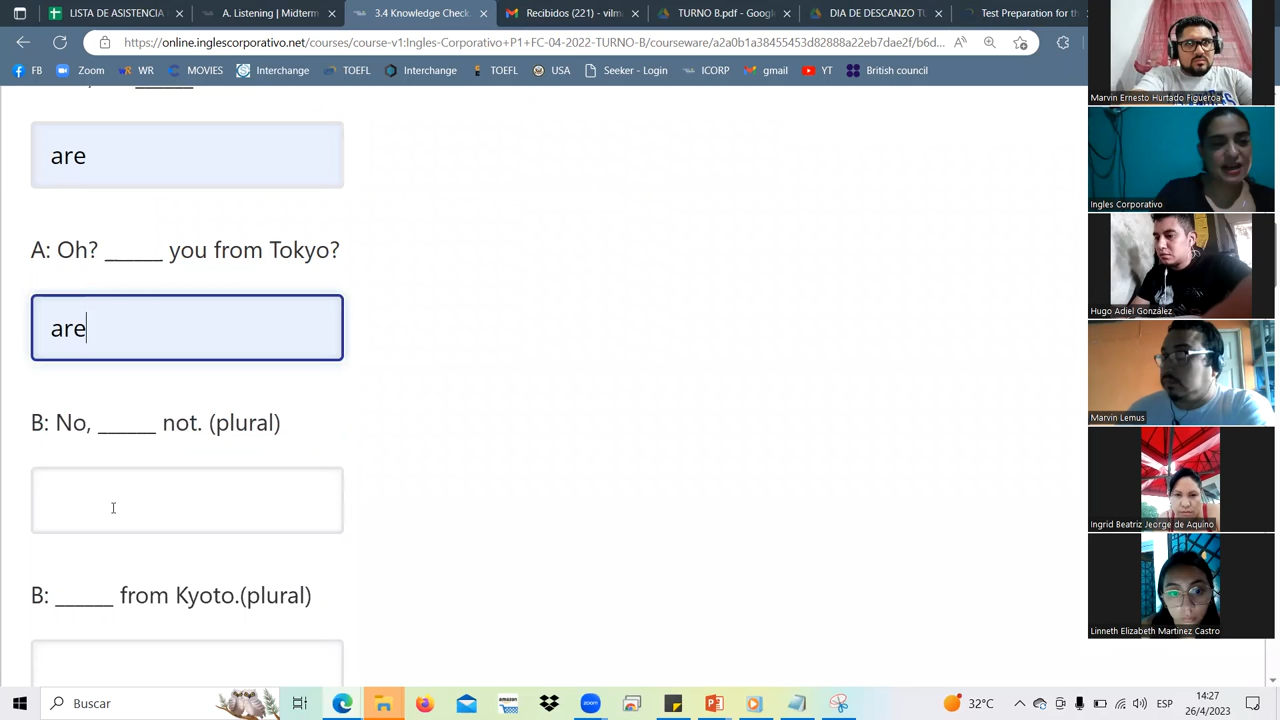 LISTA DE ASISTENCIA
A. Listening | Midterm
3.4 Knowledge Check
Recibidos (221) - vilm
TURNO B.pdf - Googl
DIA DE DESCANZO TU
Test Preparation for th
https://online.inglescorporativo.net/courses/course-v1:Ingles-Corporativo+P1+FC-04-2022-TURNO-B/courseware/a2a0b1a38455453d82888a22eb7dae2f/b6d...
FB
Zoom
WR
MOVIES
Interchange
TOEFL
Interchange
TOEFL
USA
Seeker - Login
ICORP
gmail
YT
British council
are
A: Oh? ______ you from Tokyo?
are
B: No, ______ not. (plural)
B: ______ from Kyoto.(plural)
Marvin Ernesto Hurtado Figueroa
Ingles Corporativo
Hugo Adiel González
Marvin Lemus
Ingrid Beatriz Jeorge de Aquino
Linneth Elizabeth Martinez Castro
Buscar
amazon
zoom
32°C
ESP
14:27
26/4/2023